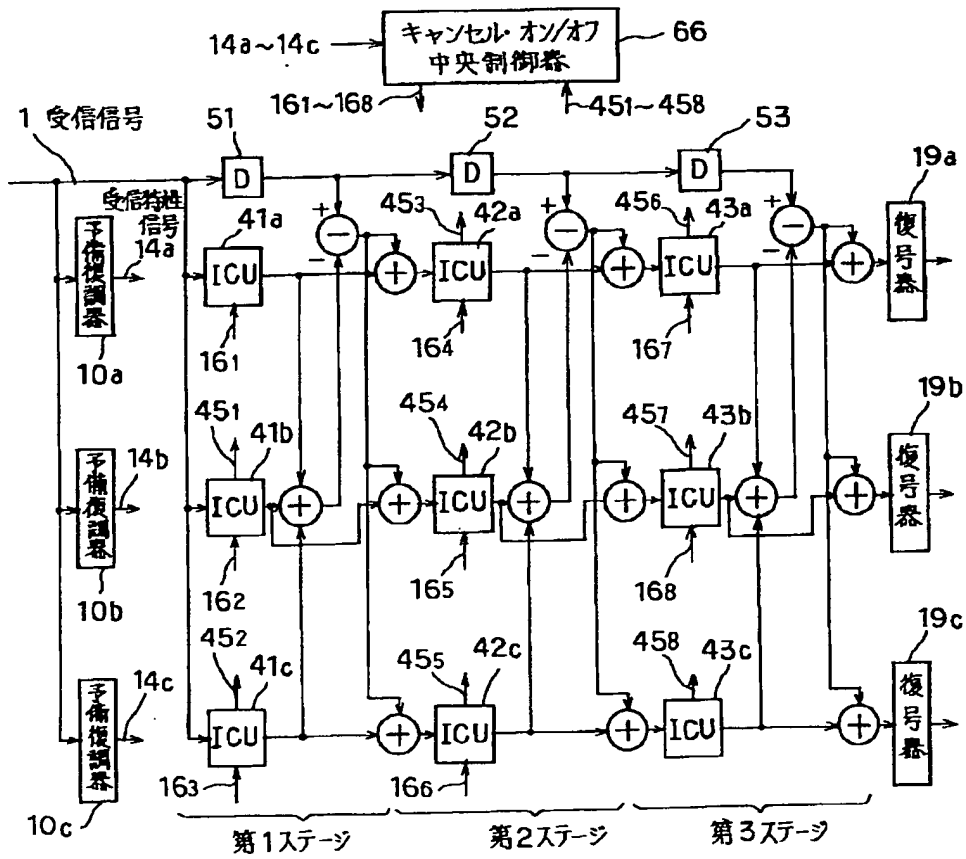 14a~14c
キャンセル・オン/オフ
中央制御器
66
161~168
451~458
1 受信信号
51
D
52
D
53
D
19a
受信特性
信号
14a
41a
453
42a
456
43a
+
−
−
+
−
−
+
−
−
予備復調器
ICU
+
ICU
+
ICU
+
復号器
10a
161
164
167
451
41b
454
42b
457
43b
19b
14b
予備復調器
ICU
+
+
ICU
+
+
ICU
+
+
復号器
10b
162
165
168
452
41c
455
42c
458
43c
19c
14c
予備復調器
ICU
+
ICU
+
ICU
+
復号器
10c
163
166
第1ステージ
第2ステージ
第3ステージ